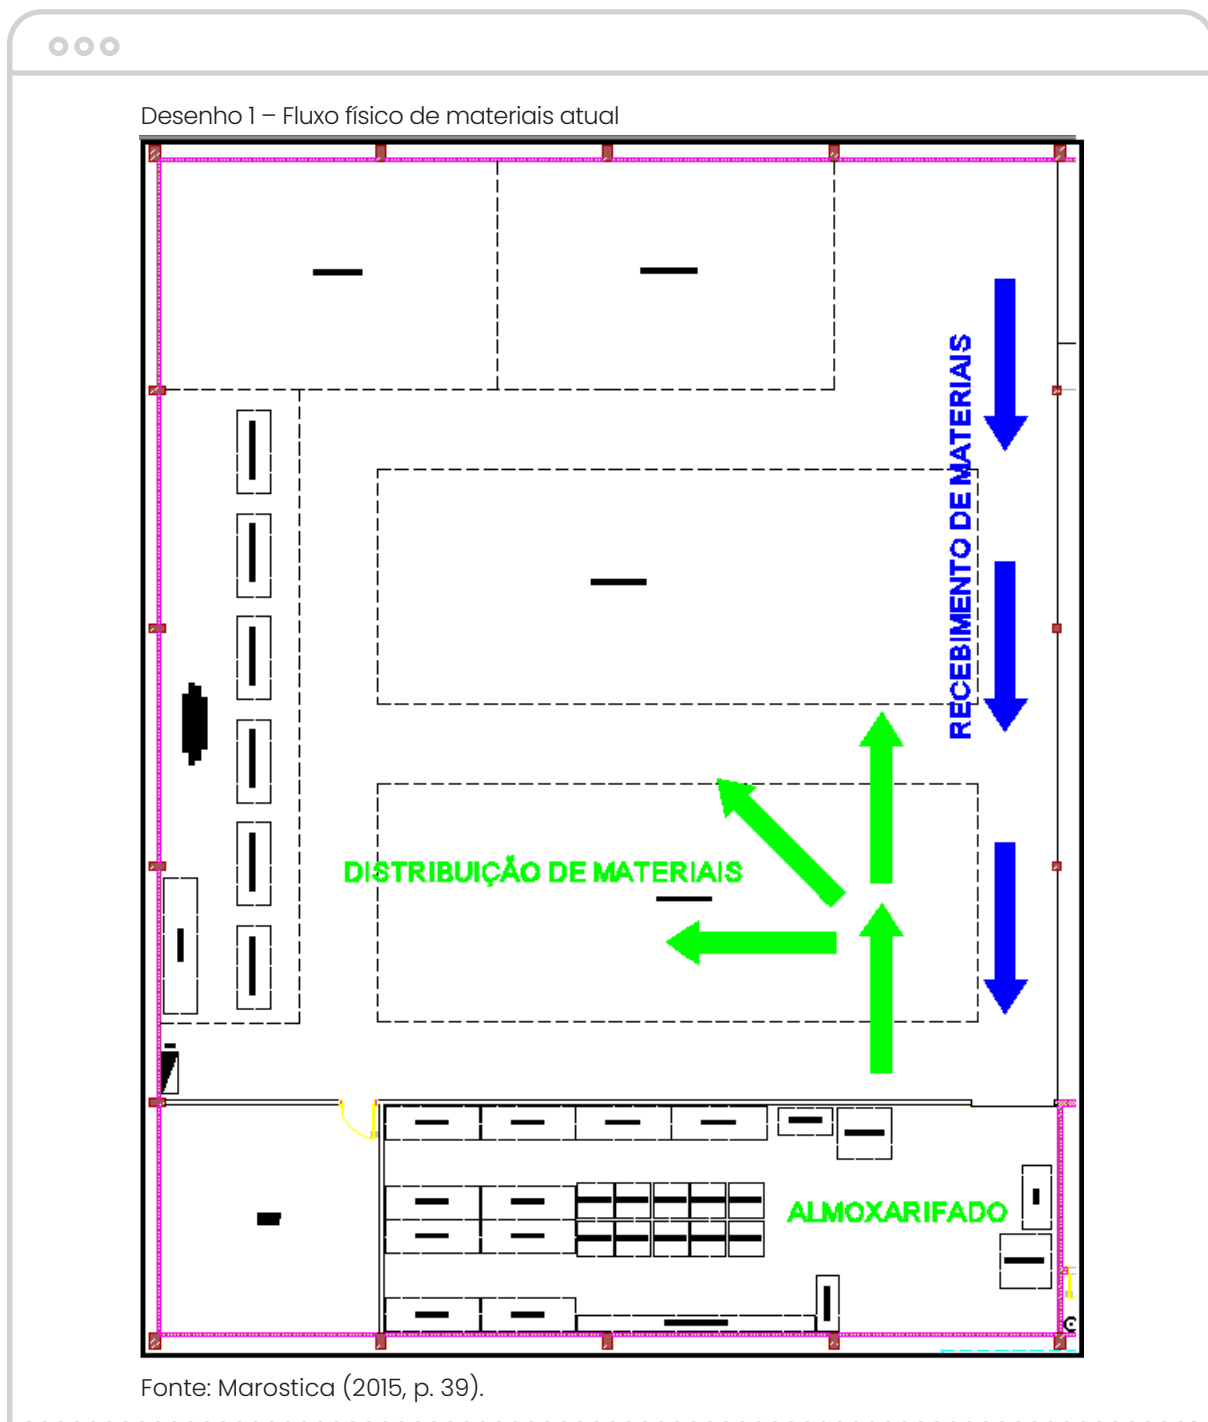 Desenho 1 – Fluxo físico de materiais atual
RECEBIMENTO DE MATERIAIS
DISTRIBUIÇÃO DE MATERIAIS
ALMOXARIFADO
Fonte: Marostica (2015, p. 39).